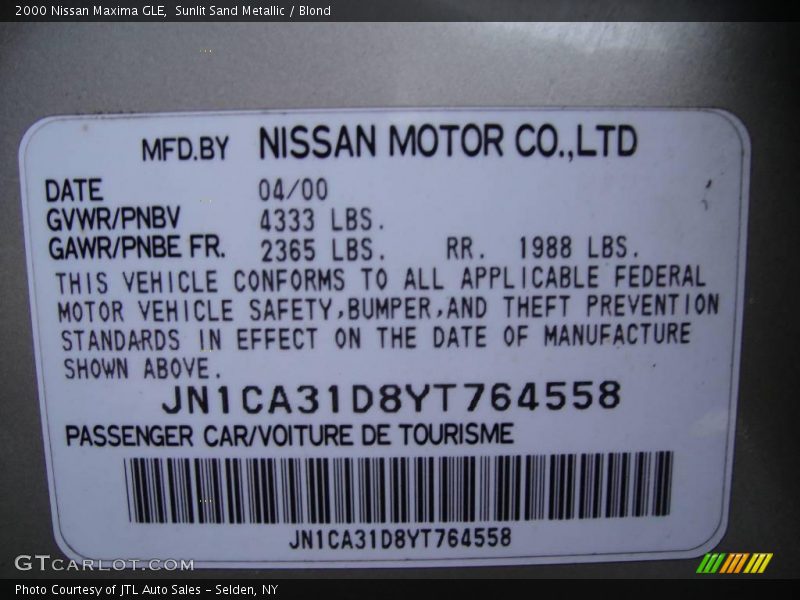 2000 Nissan Maxima GLE,  Sunlit Sand Metallic / Blond
MFD.BY NISSAN MOTOR CO.,LTD
DATE 04/00
GVWR/PNBV 4333 LBS.
GAWR/PNBE FR. 2365 LBS. RR. 1988 LBS.
THIS VEHICLE CONFORMS TO ALL APPLICABLE FEDERAL
MOTOR VEHICLE SAFETY,BUMPER,AND THEFT PREVENTION
STANDARDS IN EFFECT ON THE DATE OF MANUFACTURE
SHOWN ABOVE.
JN1CA31D8YT764558
PASSENGER CAR/VOITURE DE TOURISME
JN1CA31D8YT764558
GTCARLOT.COM
Photo Courtesy of JTL Auto Sales - Selden, NY